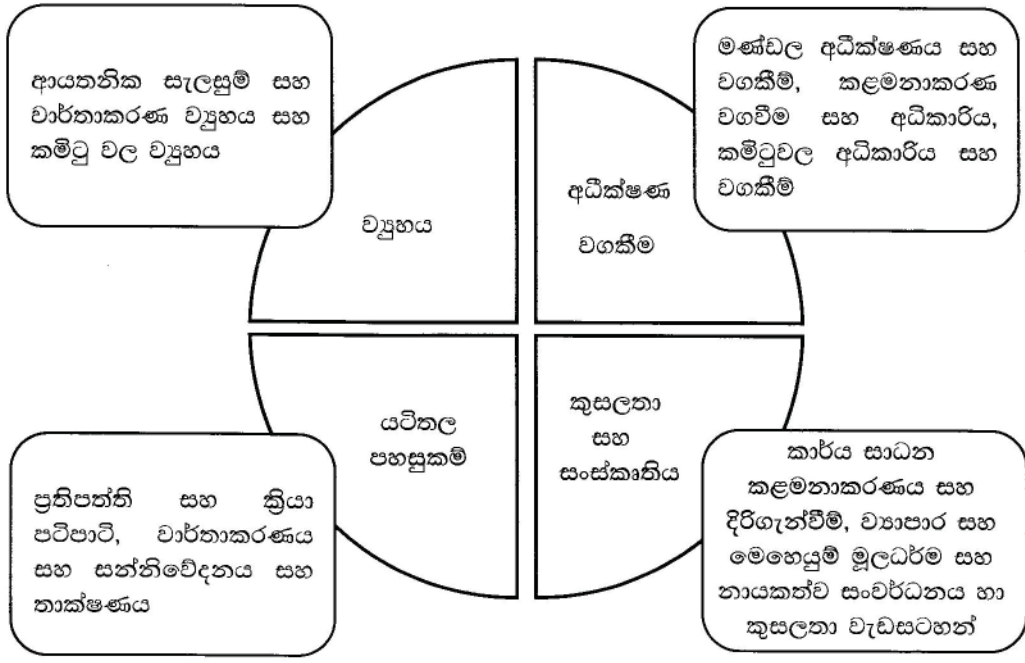 ආයතනික සැලසුම් සහ
වාර්තාකරණ ව්‍යුහය සහ
කමිටු වල ව්‍යුහය
මණ්ඩල අධීක්ෂණය සහ
වගකීම්, කළමනාකරණ
වගවීම සහ අධිකාරිය,
කමිටුවල අධිකාරිය සහ
වගකීම්
ව්‍යුහය
අධීක්ෂණ
වගකීම
යටිතල
පහසුකම්
කුසලතා
සහ
සංස්කෘතිය
ප්‍රතිපත්ති සහ ක්‍රියා
පටිපාටි, වාර්තාකරණය
සහ සන්නිවේදනය සහ
තාක්ෂණය
කාර්ය සාධන
කළමනාකරණය සහ
දිරිගැන්වීම්, ව්‍යාපාර සහ
මෙහෙයුම් මූලධර්ම සහ
නායකත්ව සංවර්ධනය හා
කුසලතා වැඩසටහන්